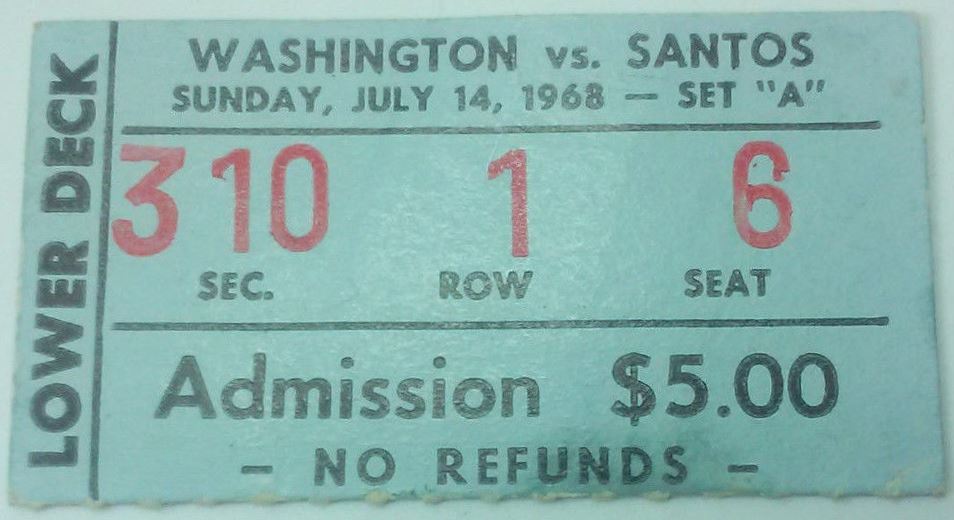 LOWER DECK
WASHINGTON vs. SANTOS
SUNDAY, JULY 14, 1968 — SET "A"
310 1 6
SEC. ROW SEAT
Admission $5.00
— NO REFUNDS —